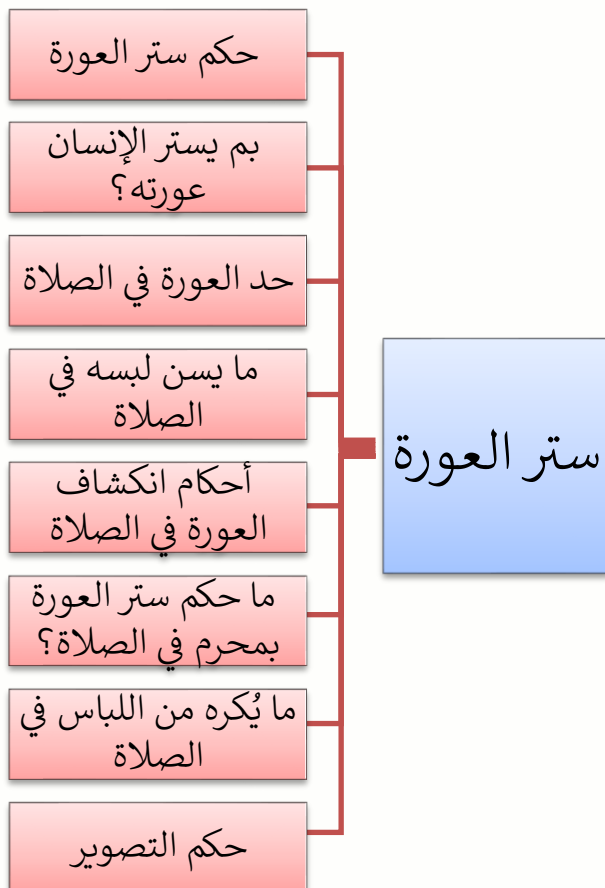 ستر العورة
حكم ستر العورة
بم يستر الإنسان
عورته؟
حد العورة في الصلاة
ما يسن لبسه في
الصلاة
أحكام انكشاف
العورة في الصلاة
ما حكم ستر العورة
بمحرم في الصلاة؟
ما يُكره من اللباس في
الصلاة
حكم التصوير